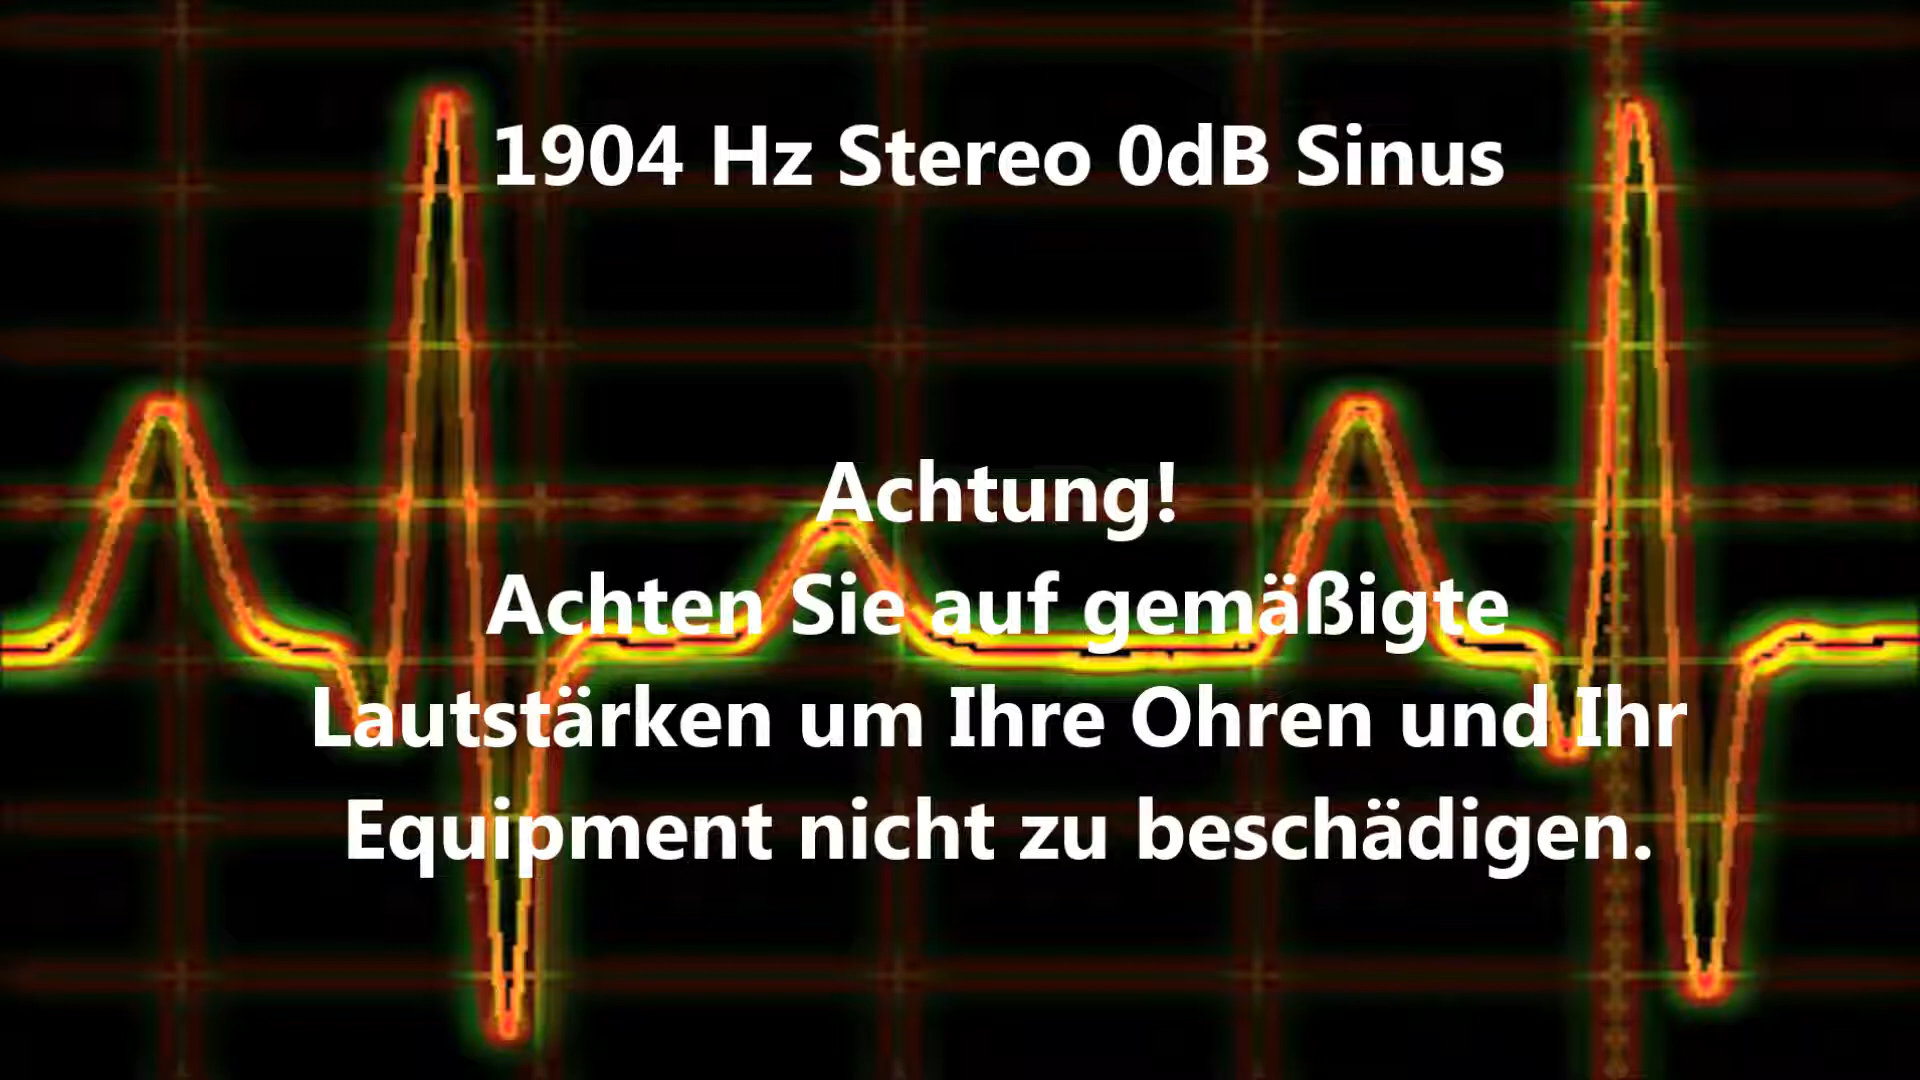 1904 Hz Stereo 0dB Sinus
Achtung!
Achten Sie auf gemäßigte
Lautstärken um Ihre Ohren und Ihr
Equipment nicht zu beschädigen.